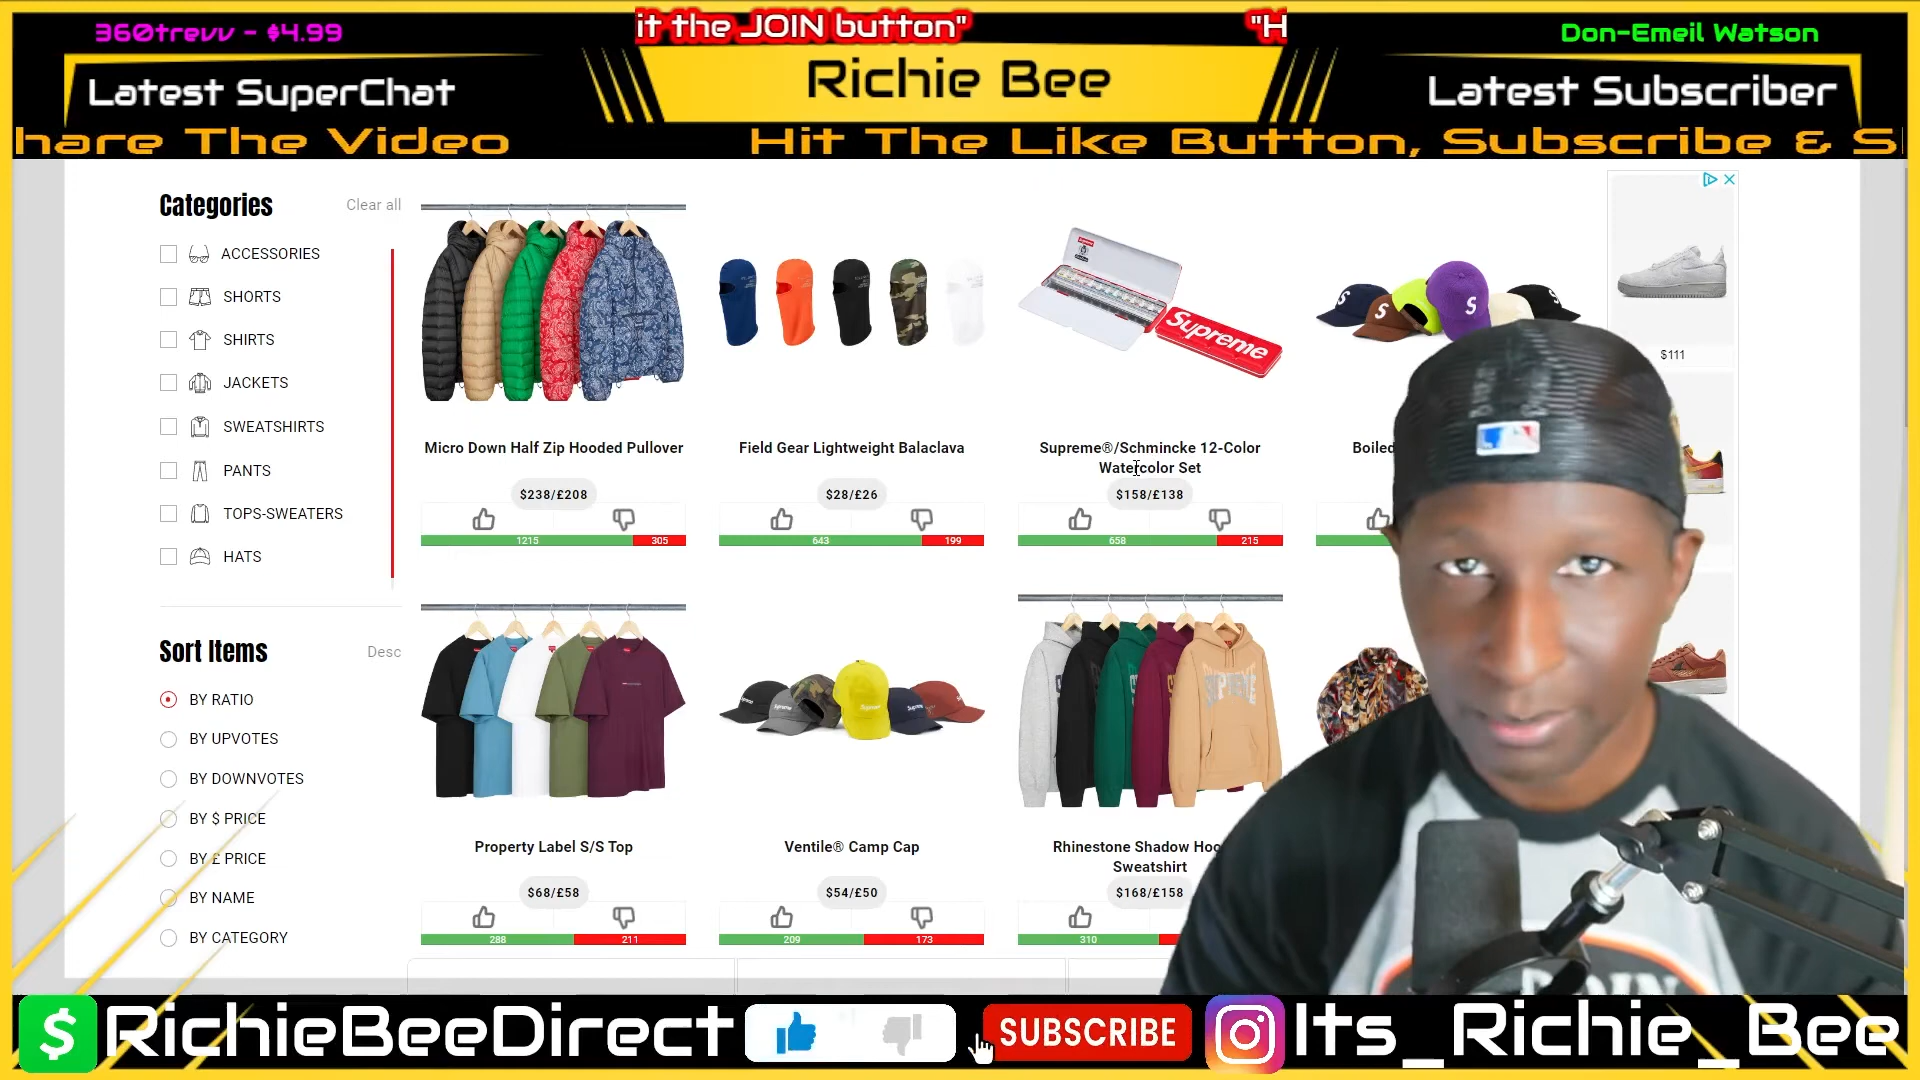 360trevv - $4.99
it the JOIN button"
"H
Don-Emeil Watson
Latest SuperChat
Richie Bee
Latest Subscriber
hare The Video
Hit The Like Button, Subscribe & S
Categories
Clear all
ACCESSORIES
SHORTS
SHIRTS
JACKETS
SWEATSHIRTS
PANTS
TOPS-SWEATERS
HATS
Sort Items
Desc
BY RATIO
BY UPVOTES
BY DOWNVOTES
BY $ PRICE
BY £ PRICE
BY NAME
BY CATEGORY
Micro Down Half Zip Hooded Pullover
$238/£208
1215
305
Field Gear Lightweight Balaclava
$28/£26
643
199
Supreme
Supreme®/Schmincke 12-Color
Watercolor Set
$158/£138
658
215
S
S
S
Boiled
$111
Property Label S/S Top
$68/£58
288
211
Supreme
Ventile® Camp Cap
$54/£50
209
173
Rhinestone Shadow Hoo
Sweatshirt
$168/£158
310
$ RichieBeeDirect
SUBSCRIBE
Its_Richie_Bee